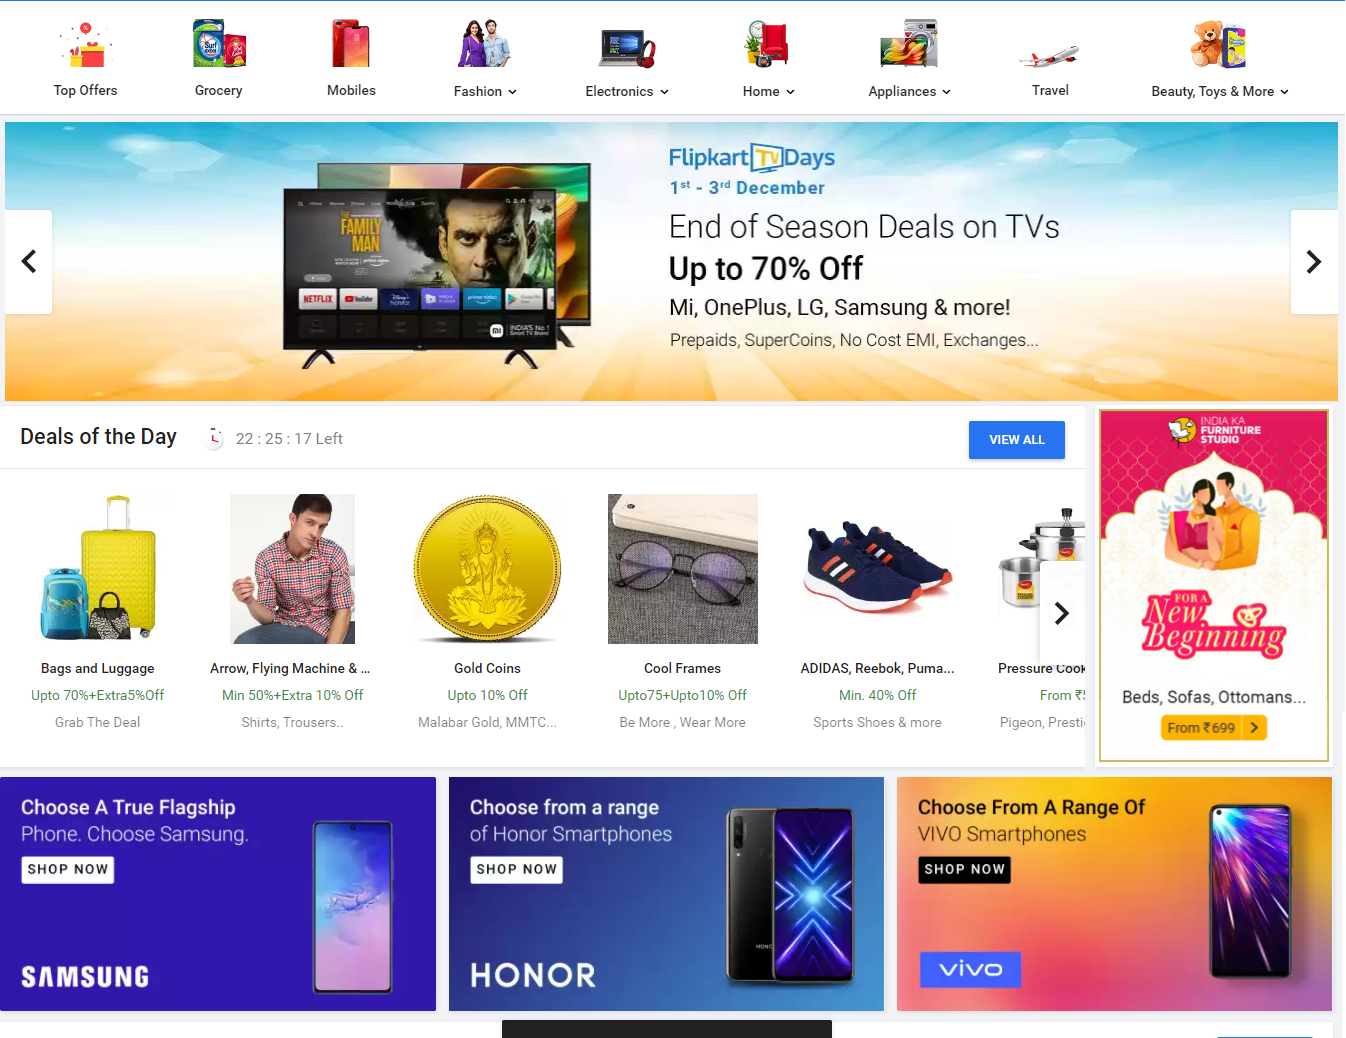 Top Offers
Grocery
Mobiles
Fashion
Electronics
Home
Appliances
Travel
Beauty, Toys & More
Flipkart TV Days
1st - 3rd December
End of Season Deals on TVs
Up to 70% Off
Mi, OnePlus, LG, Samsung & more!
Prepaids, SuperCoins, No Cost EMI, Exchanges...
THE
FAMILY
MAN
NETFLIX
YouTube
Disney+ hotstar
prime video
mi
INDIA'S No. 1
Smart TV Brand
Deals of the Day
22 : 25 : 17 Left
VIEW ALL
Bags and Luggage
Upto 70%+Extra5%Off
Grab The Deal
Arrow, Flying Machine & ...
Min 50%+Extra 10% Off
Shirts, Trousers..
Gold Coins
Upto 10% Off
Malabar Gold, MMTC...
Cool Frames
Upto75+Upto10% Off
Be More , Wear More
ADIDAS, Reebok, Puma...
Min. 40% Off
Sports Shoes & more
Pressure Cook
From ₹5
Pigeon, Presti
INDIA KA
FURNITURE
STUDIO
FOR A
New
Beginning
Beds, Sofas, Ottomans...
From ₹699
Choose A True Flagship
Phone. Choose Samsung.
SHOP NOW
SAMSUNG
Choose from a range
of Honor Smartphones
SHOP NOW
HONOR
Choose From A Range Of
VIVO Smartphones
SHOP NOW
vivo